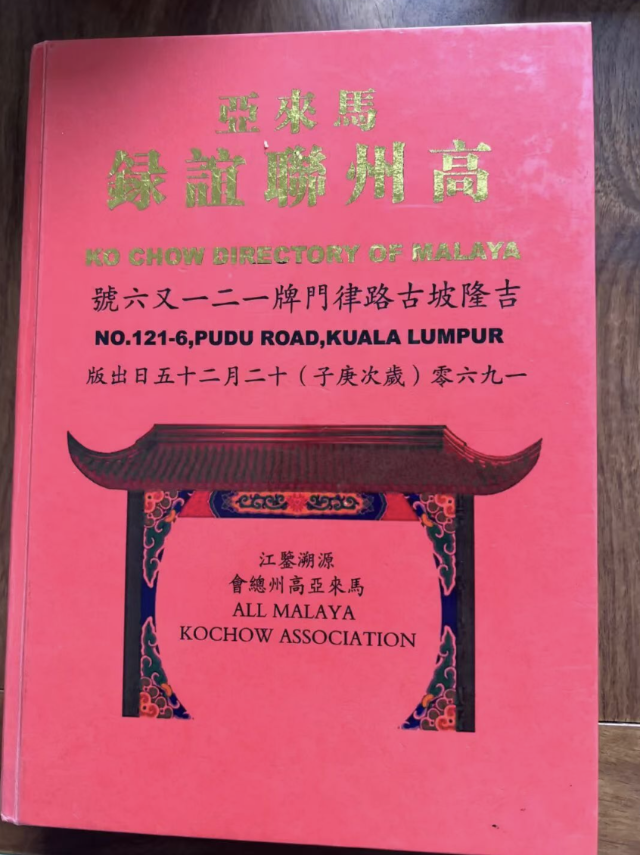 馬來亞
高州聯誼録
KO CHOW DIRECTORY OF MALAYA
吉隆坡古路律門牌一二一又六號
NO.121-6,PUDU ROAD,KUALA LUMPUR
一九六零（歲次庚子）十二月二十五日出版
源溯鑒江
馬來亞高州總會
ALL MALAYA
KOCHOW ASSOCIATION